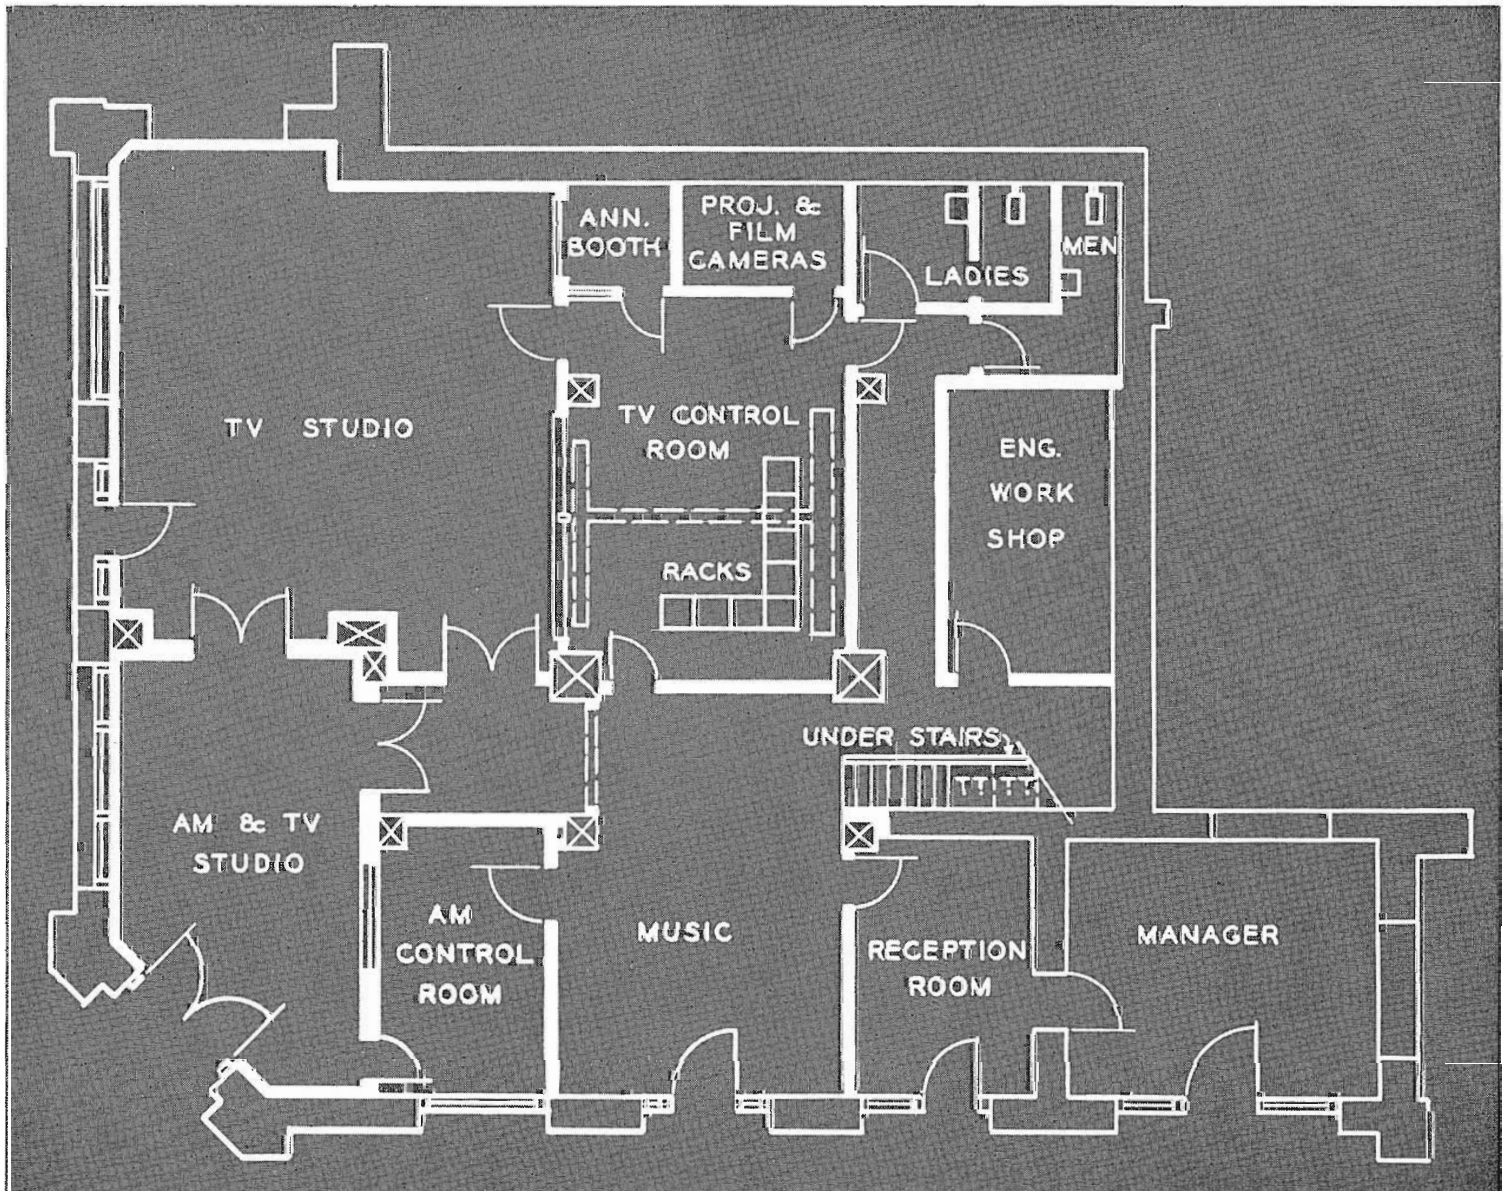 ANN.
BOOTH
PROJ. &
FILM
CAMERAS
LADIES
MEN
TV STUDIO
TV CONTROL
ROOM
RACKS
ENG.
WORK
SHOP
UNDER STAIRS
AM & TV
STUDIO
AM
CONTROL
ROOM
MUSIC
RECEPTION
ROOM
MANAGER